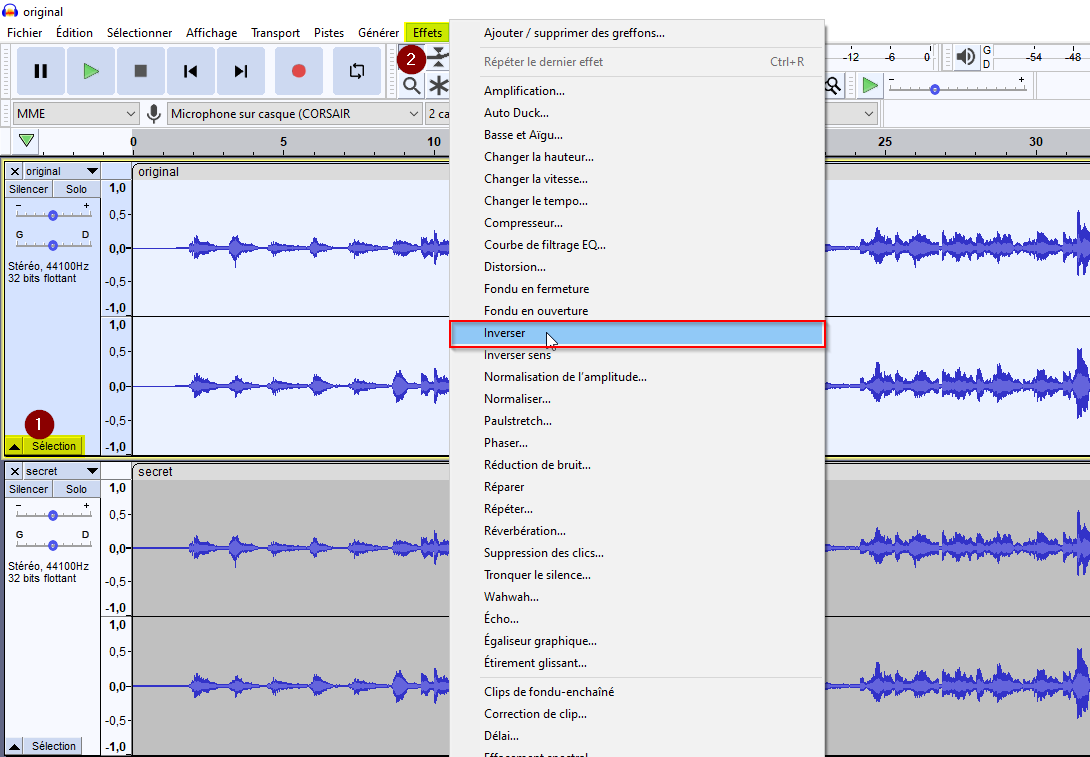 original
Fichier Édition Sélectionner Affichage Transport Pistes Générer Effets
2
-12 -6 0 G D -54 -48
- +
MME Microphone sur casque (CORSAIR 2 ca
0 5 10 25 30
Ajouter / supprimer des greffons...
Répéter le dernier effet Ctrl+R
Amplification...
Auto Duck...
Basse et Aïgu...
Changer la hauteur...
Changer la vitesse...
Changer le tempo...
Compresseur...
Courbe de filtrage EQ...
Distorsion...
Fondu en fermeture
Fondu en ouverture
Inverser
Inverser sens
Normalisation de l'amplitude...
Normaliser...
Paulstretch...
Phaser...
Réduction de bruit...
Réparer
Répéter...
Réverbération...
Suppression des clics...
Tronquer le silence...
Wahwah...
Écho...
Égaliseur graphique...
Étirement glissant...
Clips de fondu-enchaîné
Correction de clip...
Délai...
Effacement spectral
original
Silencer Solo
- +
G D
Stéréo, 44100Hz
32 bits flottant
1
Sélection
original
1,0
0,5
0,0
-0,5
-1,0
1,0
0,5
0,0
-0,5
-1,0
secret
Silencer Solo
- +
G D
Stéréo, 44100Hz
32 bits flottant
Sélection
secret
1,0
0,5
0,0
-0,5
-1,0
1,0
0,5
0,0
-0,5
-1,0